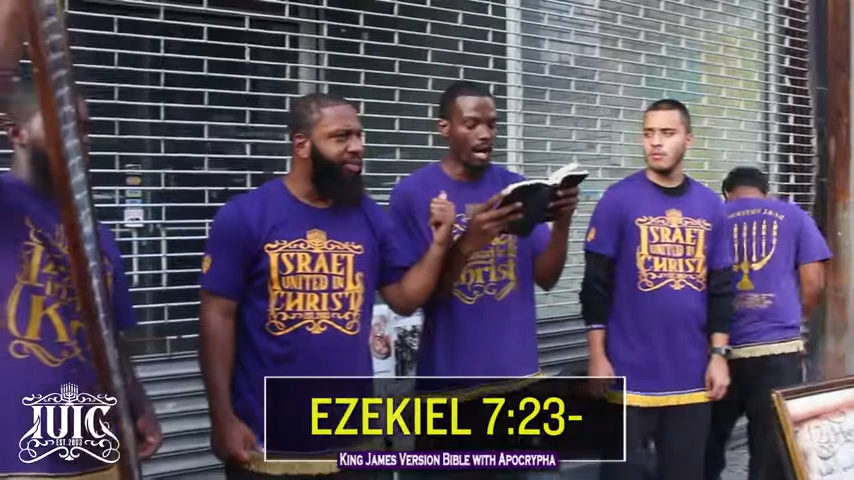 ISRAEL
UNITED IN
CHRIST
CHRIST
ISRAEL
UNITED IN
CHRIST
IUIC
EST. 2003
EZEKIEL 7:23-
KING JAMES VERSION BIBLE WITH APOCRYPHA